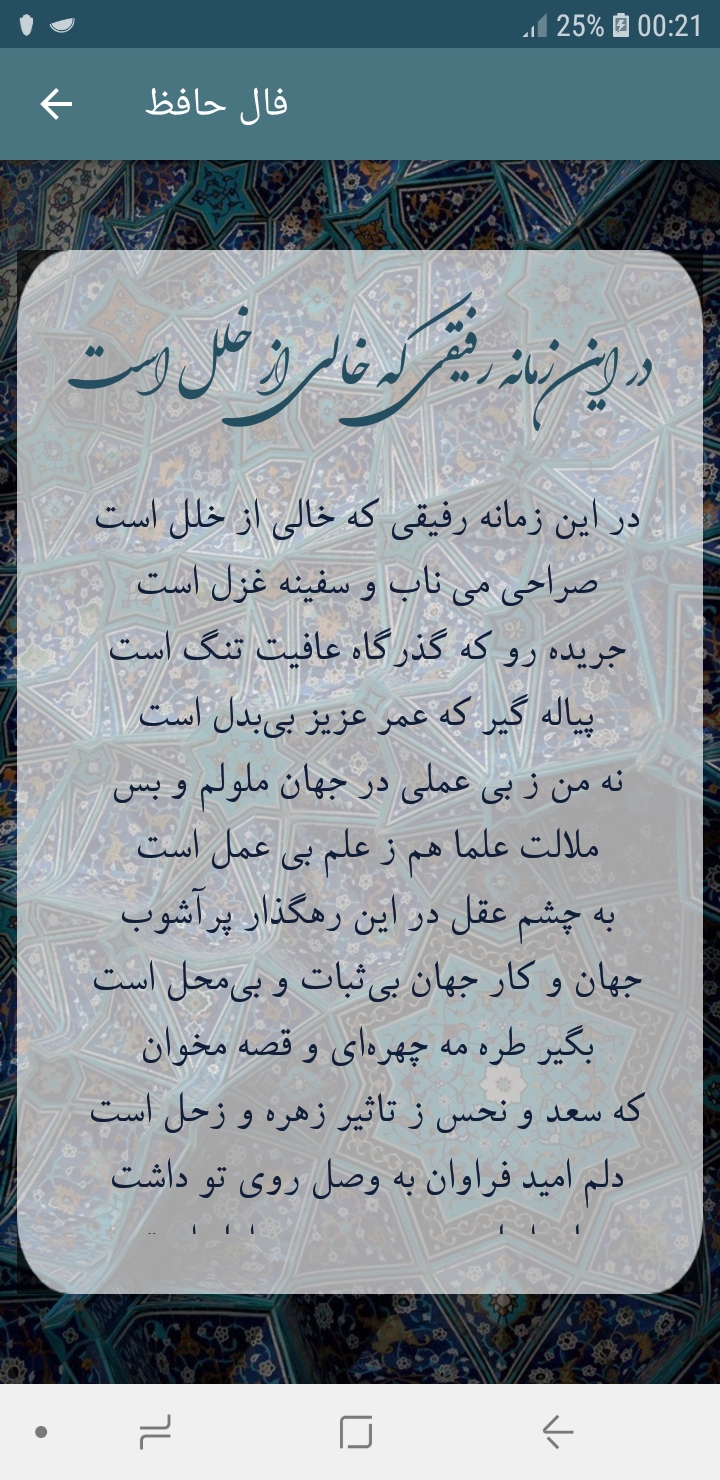 25% 00:21
فال حافظ
در این زمانه رفیقی که خالی از خلل است
در این زمانه رفیقی که خالی از خلل است
صراحی می ناب و سفینه غزل است
جریده رو که گذرگاه عافیت تنگ است
پیاله گیر که عمر عزیز بی‌بدل است
نه من ز بی عملی در جهان ملولم و بس
ملالت علما هم ز علم بی عمل است
به چشم عقل در این رهگذار پرآشوب
جهان و کار جهان بی‌ثبات و بی‌محل است
بگیر طره مه چهره‌ای و قصه مخوان
که سعد و نحس ز تاثیر زهره و زحل است
دلم امید فراوان به وصل روی تو داشت